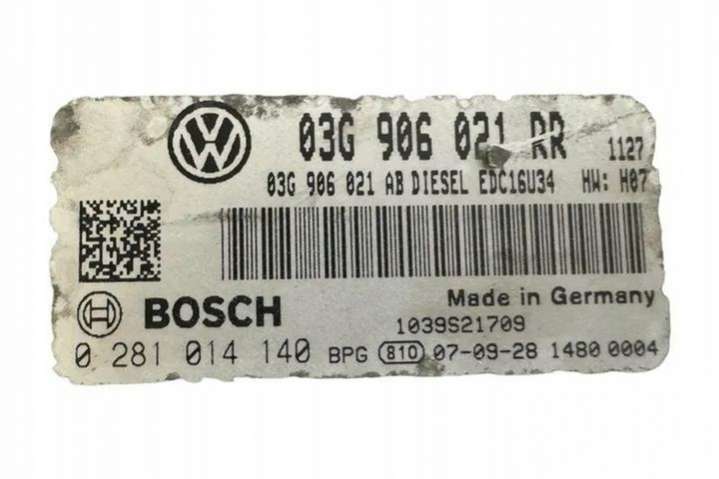 03G 906 021 RR 1127
03G 906 021 AB DIESEL EDC16U34 HW: H07
BOSCH Made in Germany
1039S21709
0 281 014 140 BPG 810 07-09-28 1480 0004